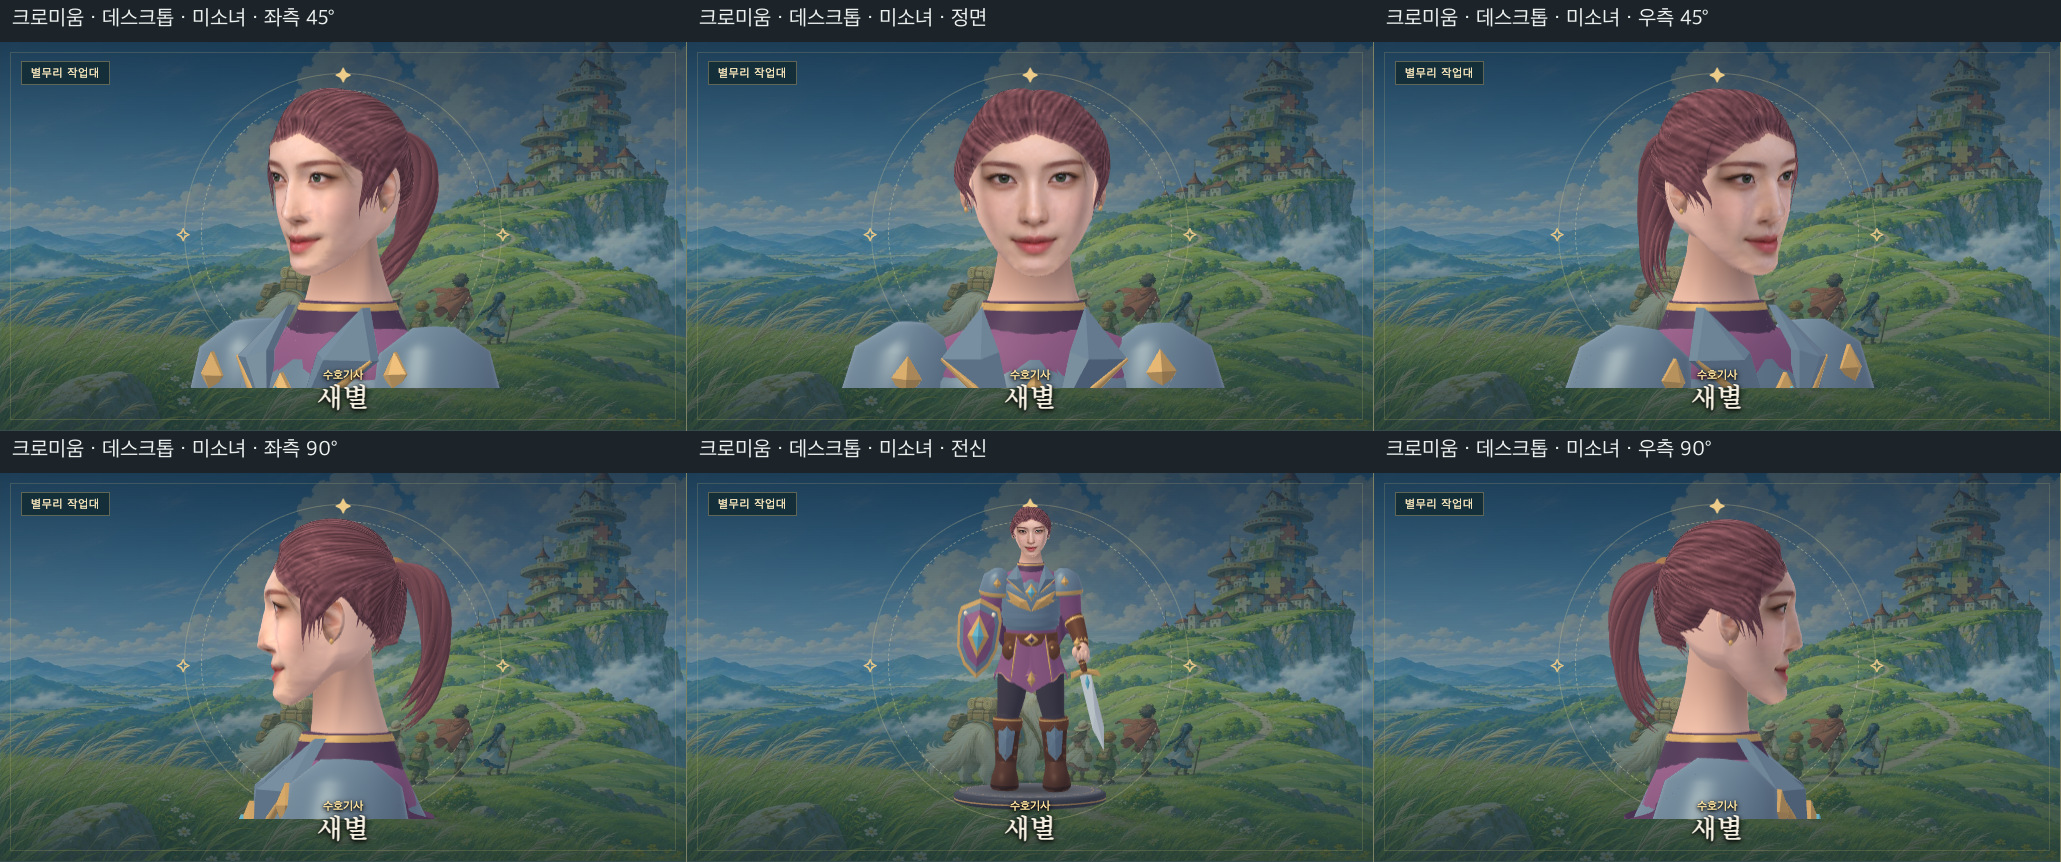 크로미움 · 데스크톱 · 미소녀 · 좌측 45°
별무리 작업대
수호기사
새별
크로미움 · 데스크톱 · 미소녀 · 정면
별무리 작업대
수호기사
새별
크로미움 · 데스크톱 · 미소녀 · 우측 45°
별무리 작업대
수호기사
새별
크로미움 · 데스크톱 · 미소녀 · 좌측 90°
별무리 작업대
수호기사
새별
크로미움 · 데스크톱 · 미소녀 · 전신
별무리 작업대
수호기사
새별
크로미움 · 데스크톱 · 미소녀 · 우측 90°
별무리 작업대
수호기사
새별